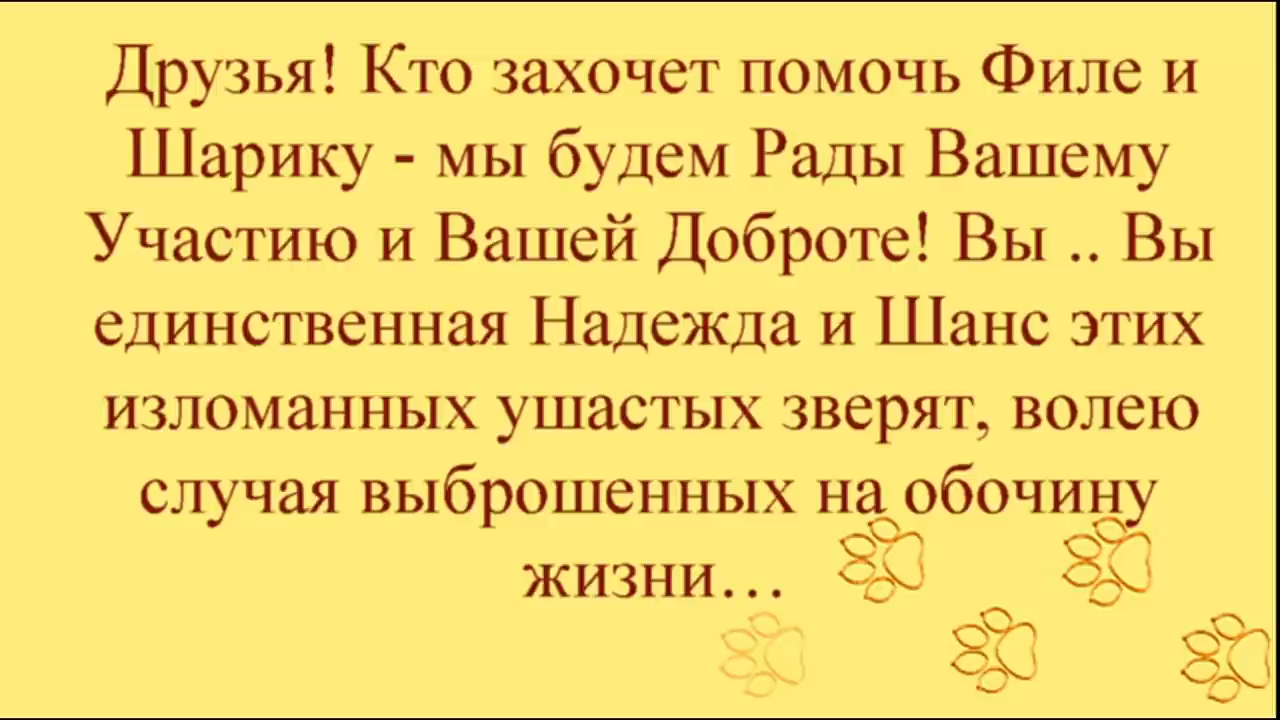 Друзья! Кто захочет помочь Филе и
Шарику - мы будем Рады Вашему
Участию и Вашей Доброте! Вы .. Вы
единственная Надежда и Шанс этих
изломанных ушастых зверят, волею
случая выброшенных на обочину
жизни…